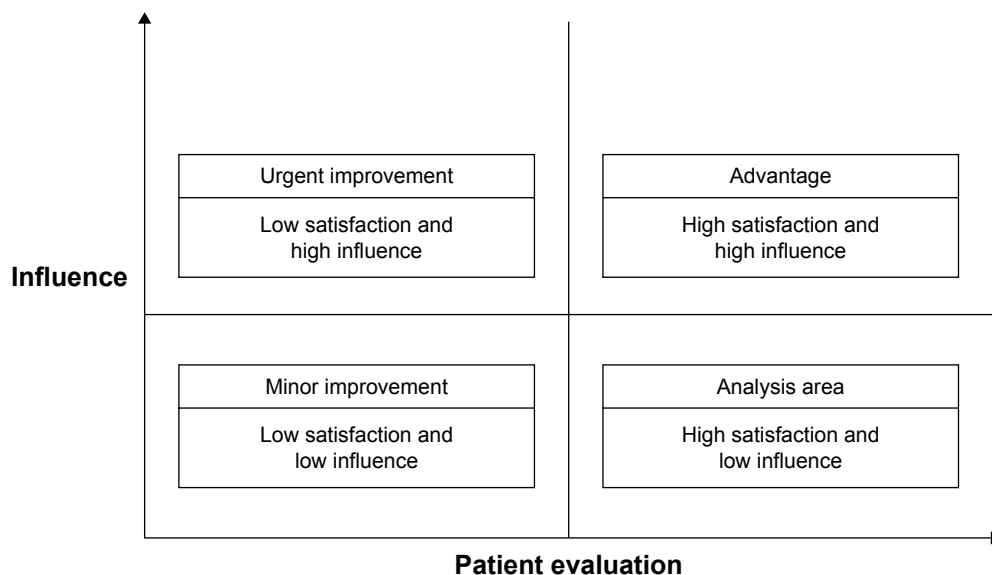 Urgent improvement
Low satisfaction and
high influence
Advantage
High satisfaction and
high influence
Influence
Minor improvement
Low satisfaction and
low influence
Analysis area
High satisfaction and
low influence
Patient evaluation